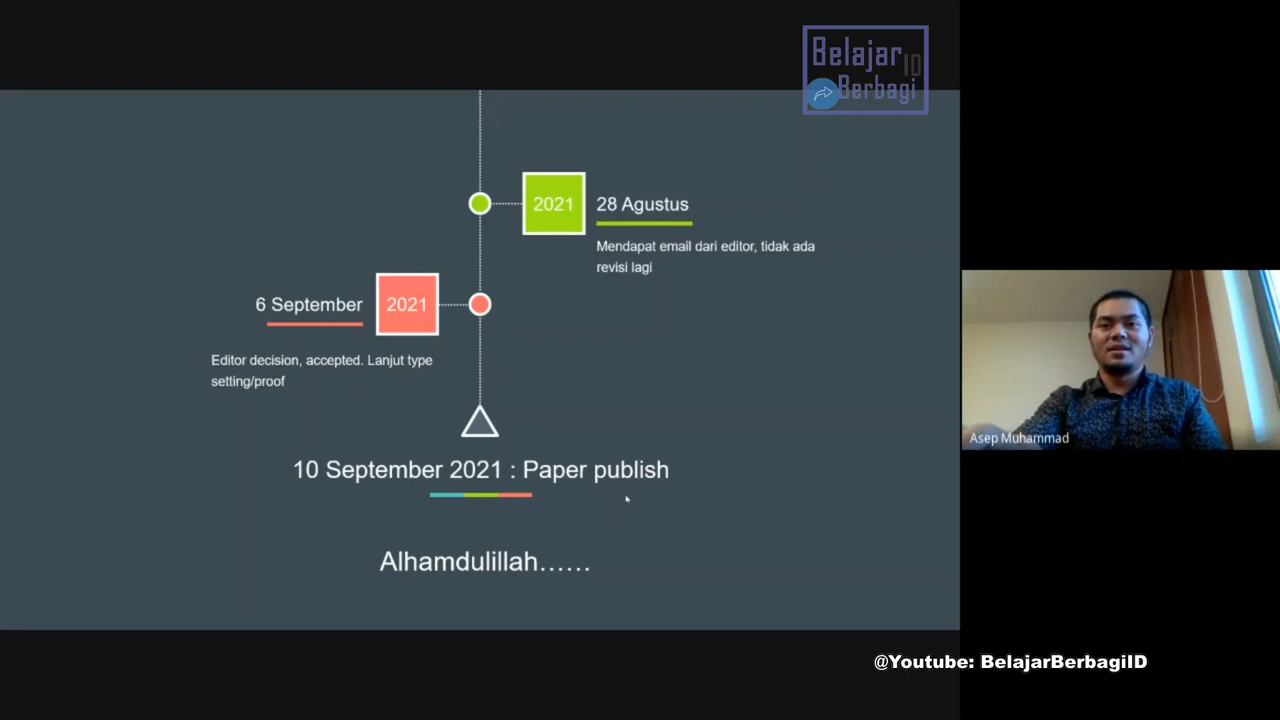 Belajar
ID
Berbagi
2021
28 Agustus
Mendapat email dari editor, tidak ada
revisi lagi
6 September
2021
Editor decision, accepted. Lanjut type
setting/proof
10 September 2021 : Paper publish
Alhamdulillah......
Asep Muhammad
@Youtube: BelajarBerbagiID